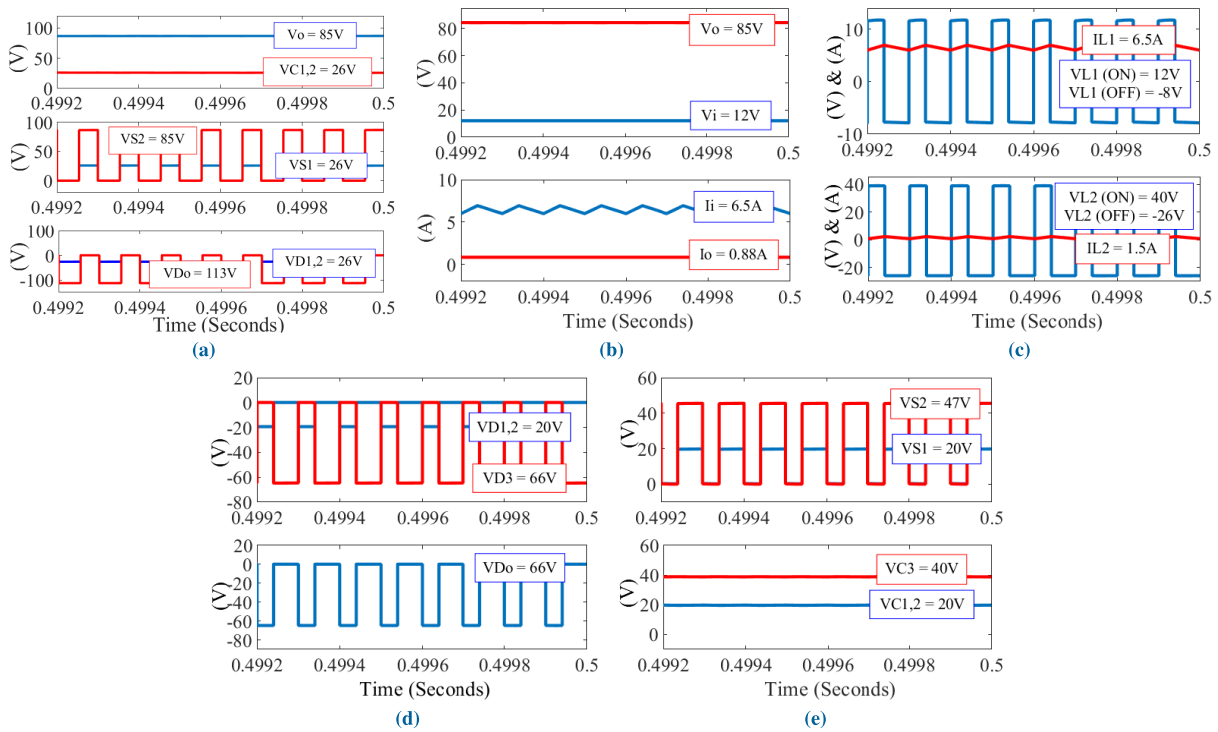 120
100
50
0
(V)
Vo = 85V
VC1,2 = 26V
0.4992 0.4994 0.4996 0.4998 0.5
100
50
0
(V)
VS2 = 85V
VS1 = 26V
0.4992 0.4994 0.4996 0.4998 0.5
100
0
-100
(V)
VDo = 113V
VD1,2 = 26V
0.4992 0.4994 0.4996 0.4998 0.5
Time (Seconds)
(a)
80
60
40
20
0
(V)
Vo = 85V
Vi = 12V
0.4992 0.4994 0.4996 0.4998 0.5
10
5
0
(A)
Ii = 6.5A
Io = 0.88A
0.4992 0.4994 0.4996 0.4998 0.5
Time (Seconds)
(b)
10
0
-10
(V) & (A)
IL1 = 6.5A
VL1 (ON) = 12V
VL1 (OFF) = -8V
0.4992 0.4994 0.4996 0.4998 0.5
40
20
0
-20
(V) & (A)
VL2 (ON) = 40V
VL2 (OFF) = -26V
IL2 = 1.5A
0.4992 0.4994 0.4996 0.4998 0.5
Time (Seconds)
(c)
20
0
-20
-40
-60
-80
(V)
VD1,2 = 20V
VD3 = 66V
0.4992 0.4994 0.4996 0.4998 0.5
20
0
-20
-40
-60
-80
(V)
VDo = 66V
0.4992 0.4994 0.4996 0.4998 0.5
Time (Seconds)
(d)
60
40
20
0
(V)
VS2 = 47V
VS1 = 20V
0.4992 0.4994 0.4996 0.4998 0.5
60
40
20
0
(V)
VC3 = 40V
VC1,2 = 20V
0.4992 0.4994 0.4996 0.4998 0.5
Time (Seconds)
(e)